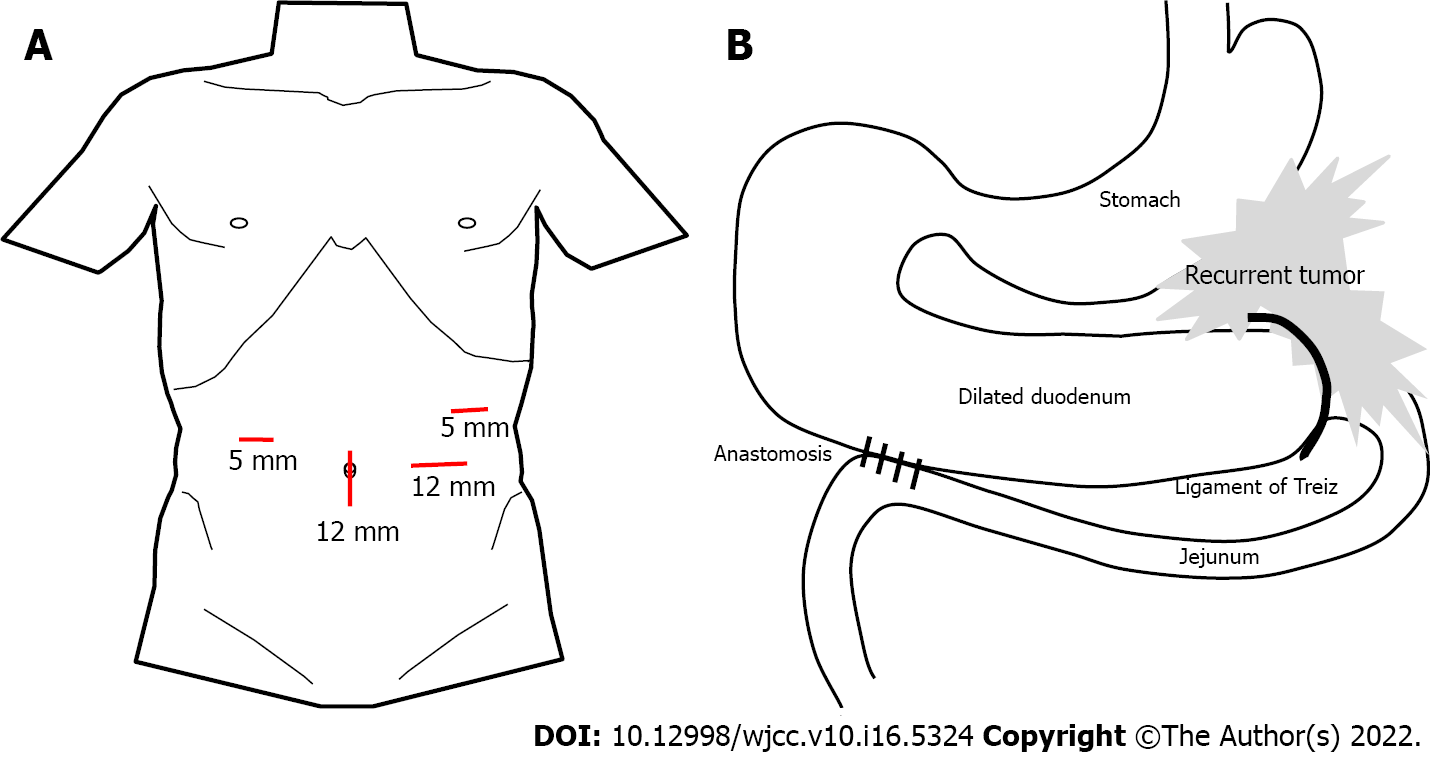 A
5 mm
5 mm
12 mm
12 mm
B
Stomach
Recurrent tumor
Dilated duodenum
Anastomosis
Ligament of Treiz
Jejunum
DOI: 10.12998/wjcc.v10.i16.5324 Copyright ©The Author(s) 2022.